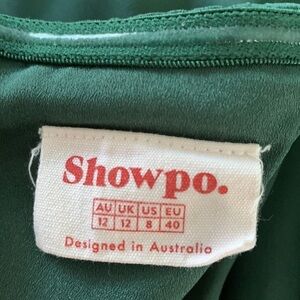 Showpo.
AU UK US EU
12 12 8 40
Designed in Australia